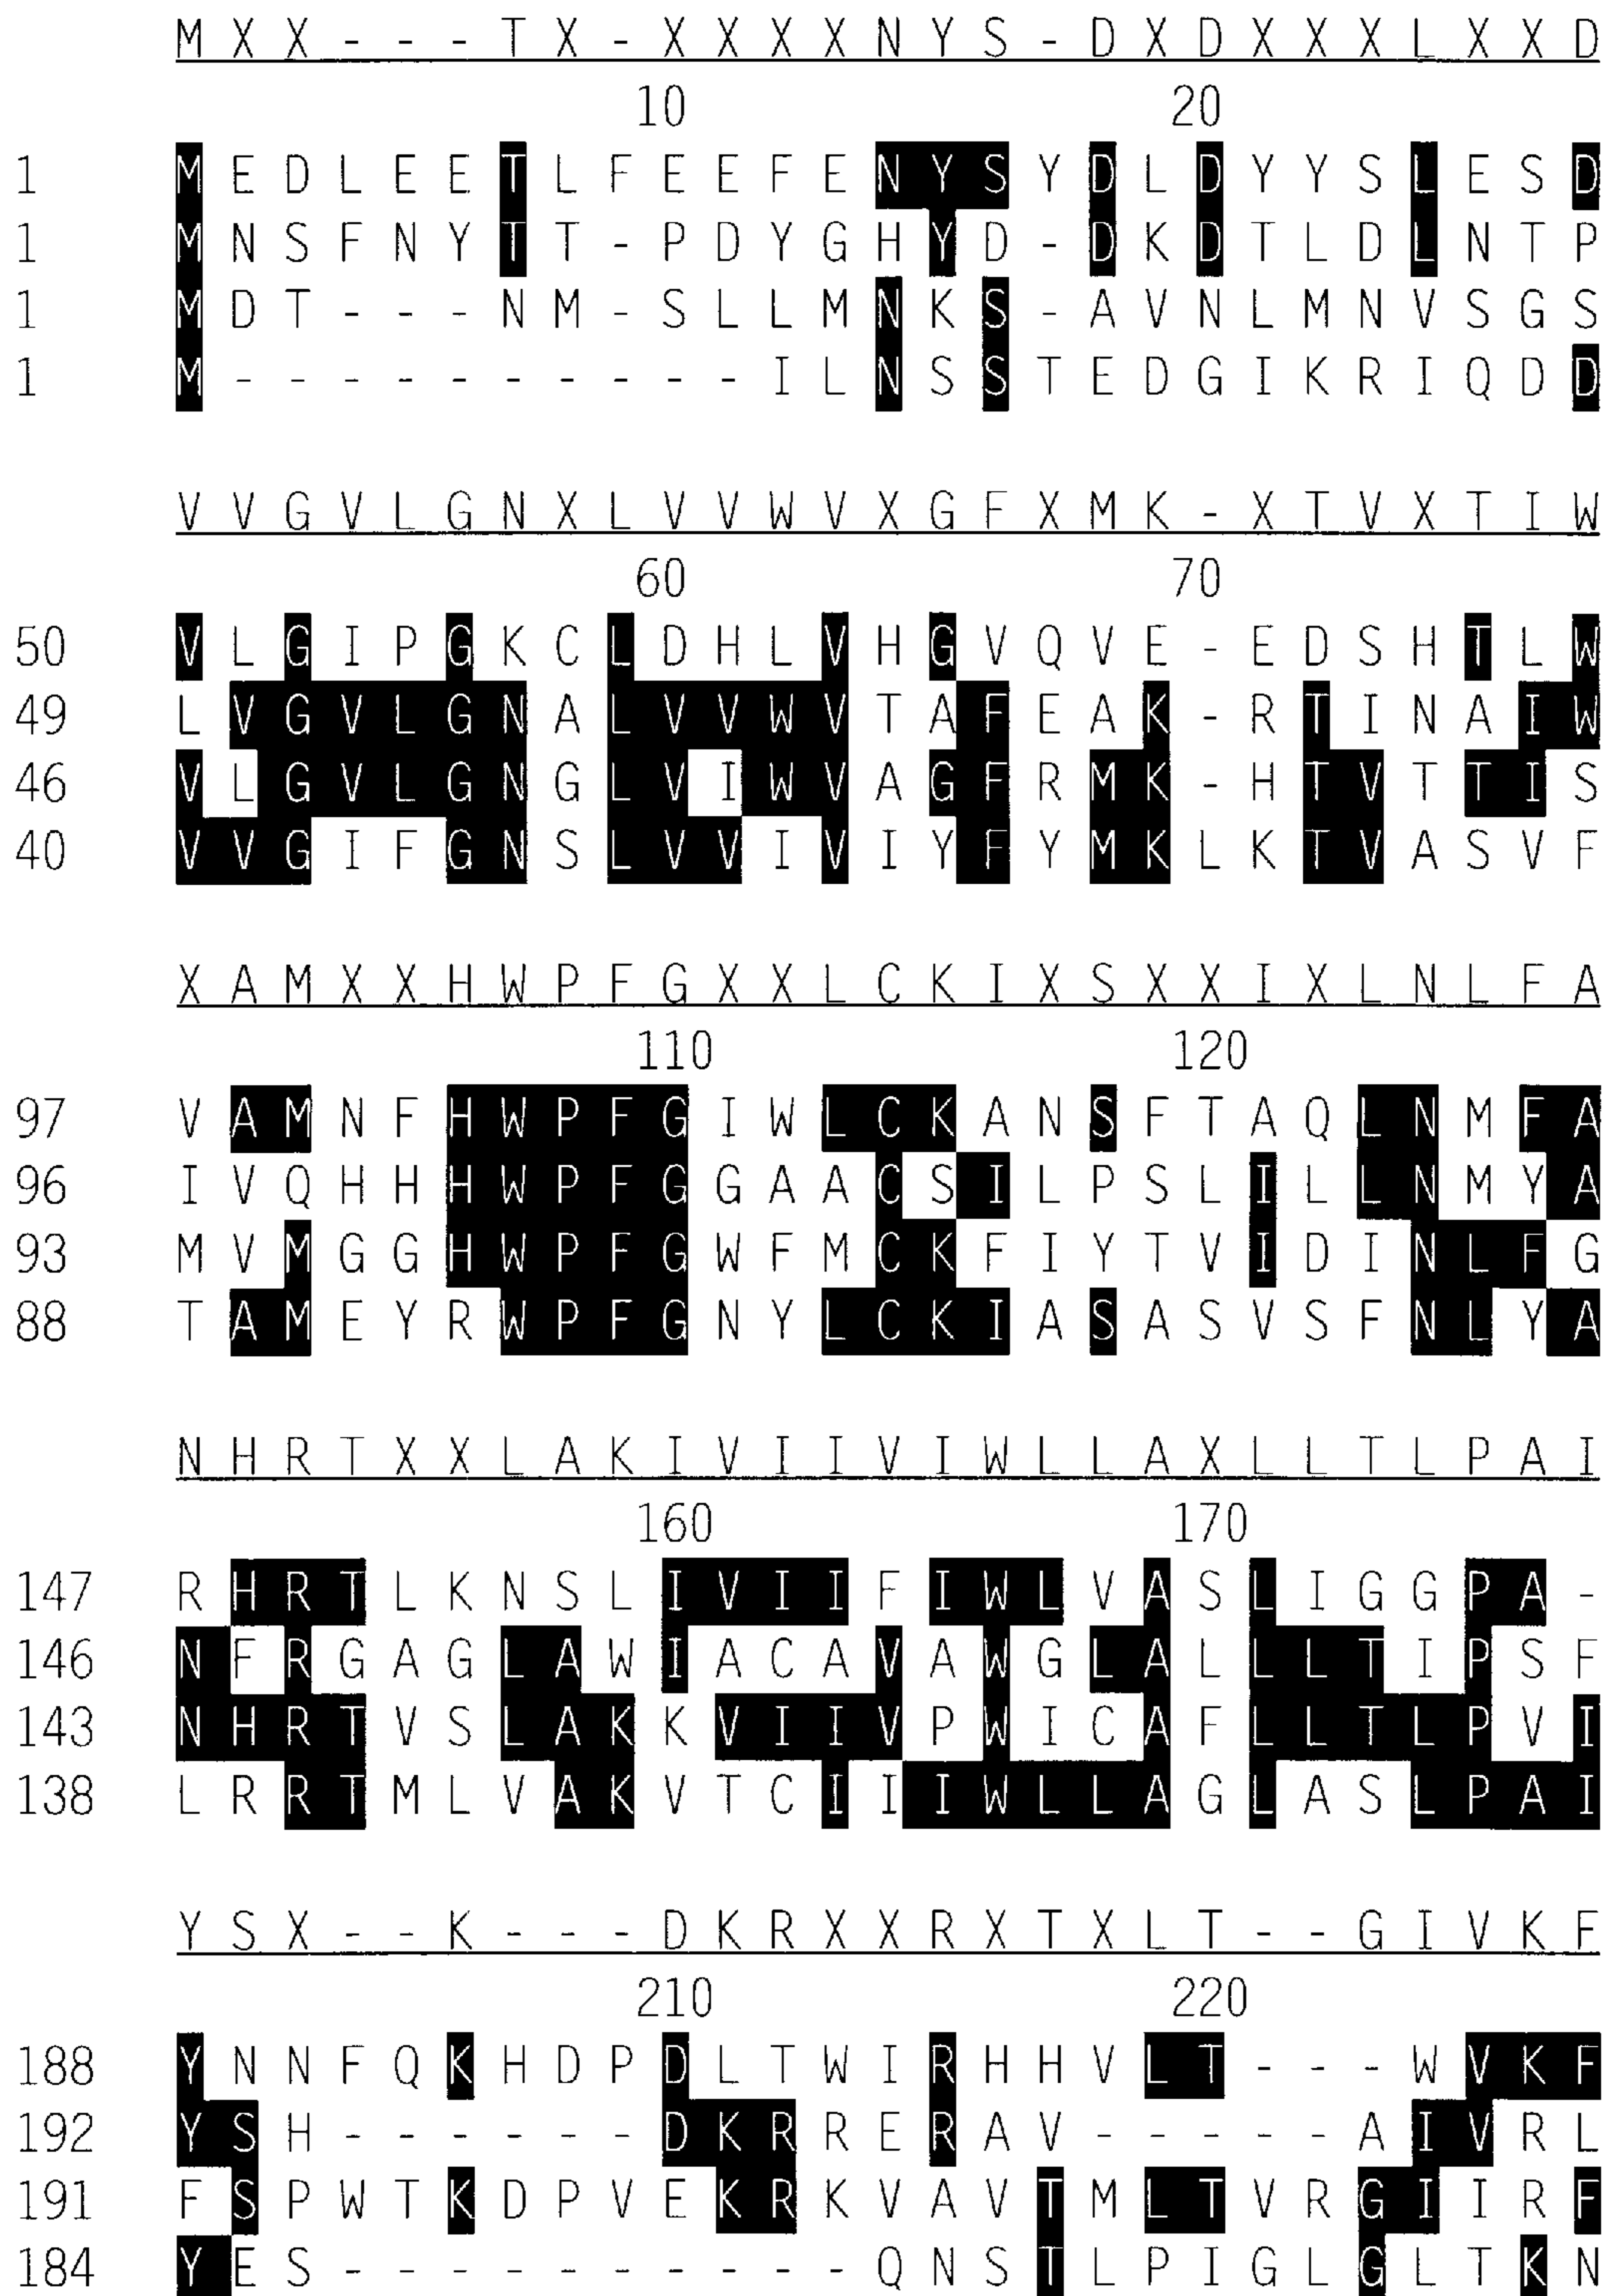 M X X - - - T X - X X X X N Y S - D X D X X X L X X D
10 20
1 M E D L E E T L F E E F E N Y S Y D L D Y Y S L E S D
1 M N S F N Y T T - P D Y G H Y D - D K D T L D L N T P
1 M D T - - - N M - S L L M N K S - A V N L M N V S G S
1 M - - - - - - - - - - I L N S S T E D G I K R I Q D D
V V G V L G N X L V V W V X G F X M K - X T V X T I W
60 70
50 V L G I P G K C L D H L V H G V Q V E - E D S H T L W
49 L V G V L G N A L V V W V T A F E A K - R T I N A I W
46 V L G V L G N G L V I W V A G F R M K - H T V T T I S
40 V V G I F G N S L V V I V I Y F Y M K L K T V A S V F
X A M X X H W P F G X X L C K I X S X X I X L N L F A
110 120
97 V A M N F H W P F G I W L C K A N S F T A Q L N M F A
96 I V Q H H H W P F G G A A C S I L P S L I L L N M Y A
93 M V M G G H W P F G W F M C K F I Y T V I D I N L F G
88 T A M E Y R W P F G N Y L C K I A S A S V S F N L Y A
N H R T X X L A K I V I I V I W L L A X L L T L P A I
160 170
147 R H R T L K N S L I V I I F I W L V A S L I G G P A -
146 N F R G A G L A W I A C A V A W G L A L L L T I P S F
143 N H R T V S L A K K V I I V P W I C A F L L T L P V I
138 L R R T M L V A K V T C I I I W L L A G L A S L P A I
Y S X - - K - - - D K R X X R X T X L T - - G I V K F
210 220
188 Y N N F Q K H D P D L T W I R H H V L T - - - W V K F
192 Y S H - - - - - - D K R R E R A V - - - - - A I V R L
191 F S P W T K D P V E K R K V A V T M L T V R G I I R F
184 Y E S - - - - - - - - - - Q N S T L P I G L G L T K N